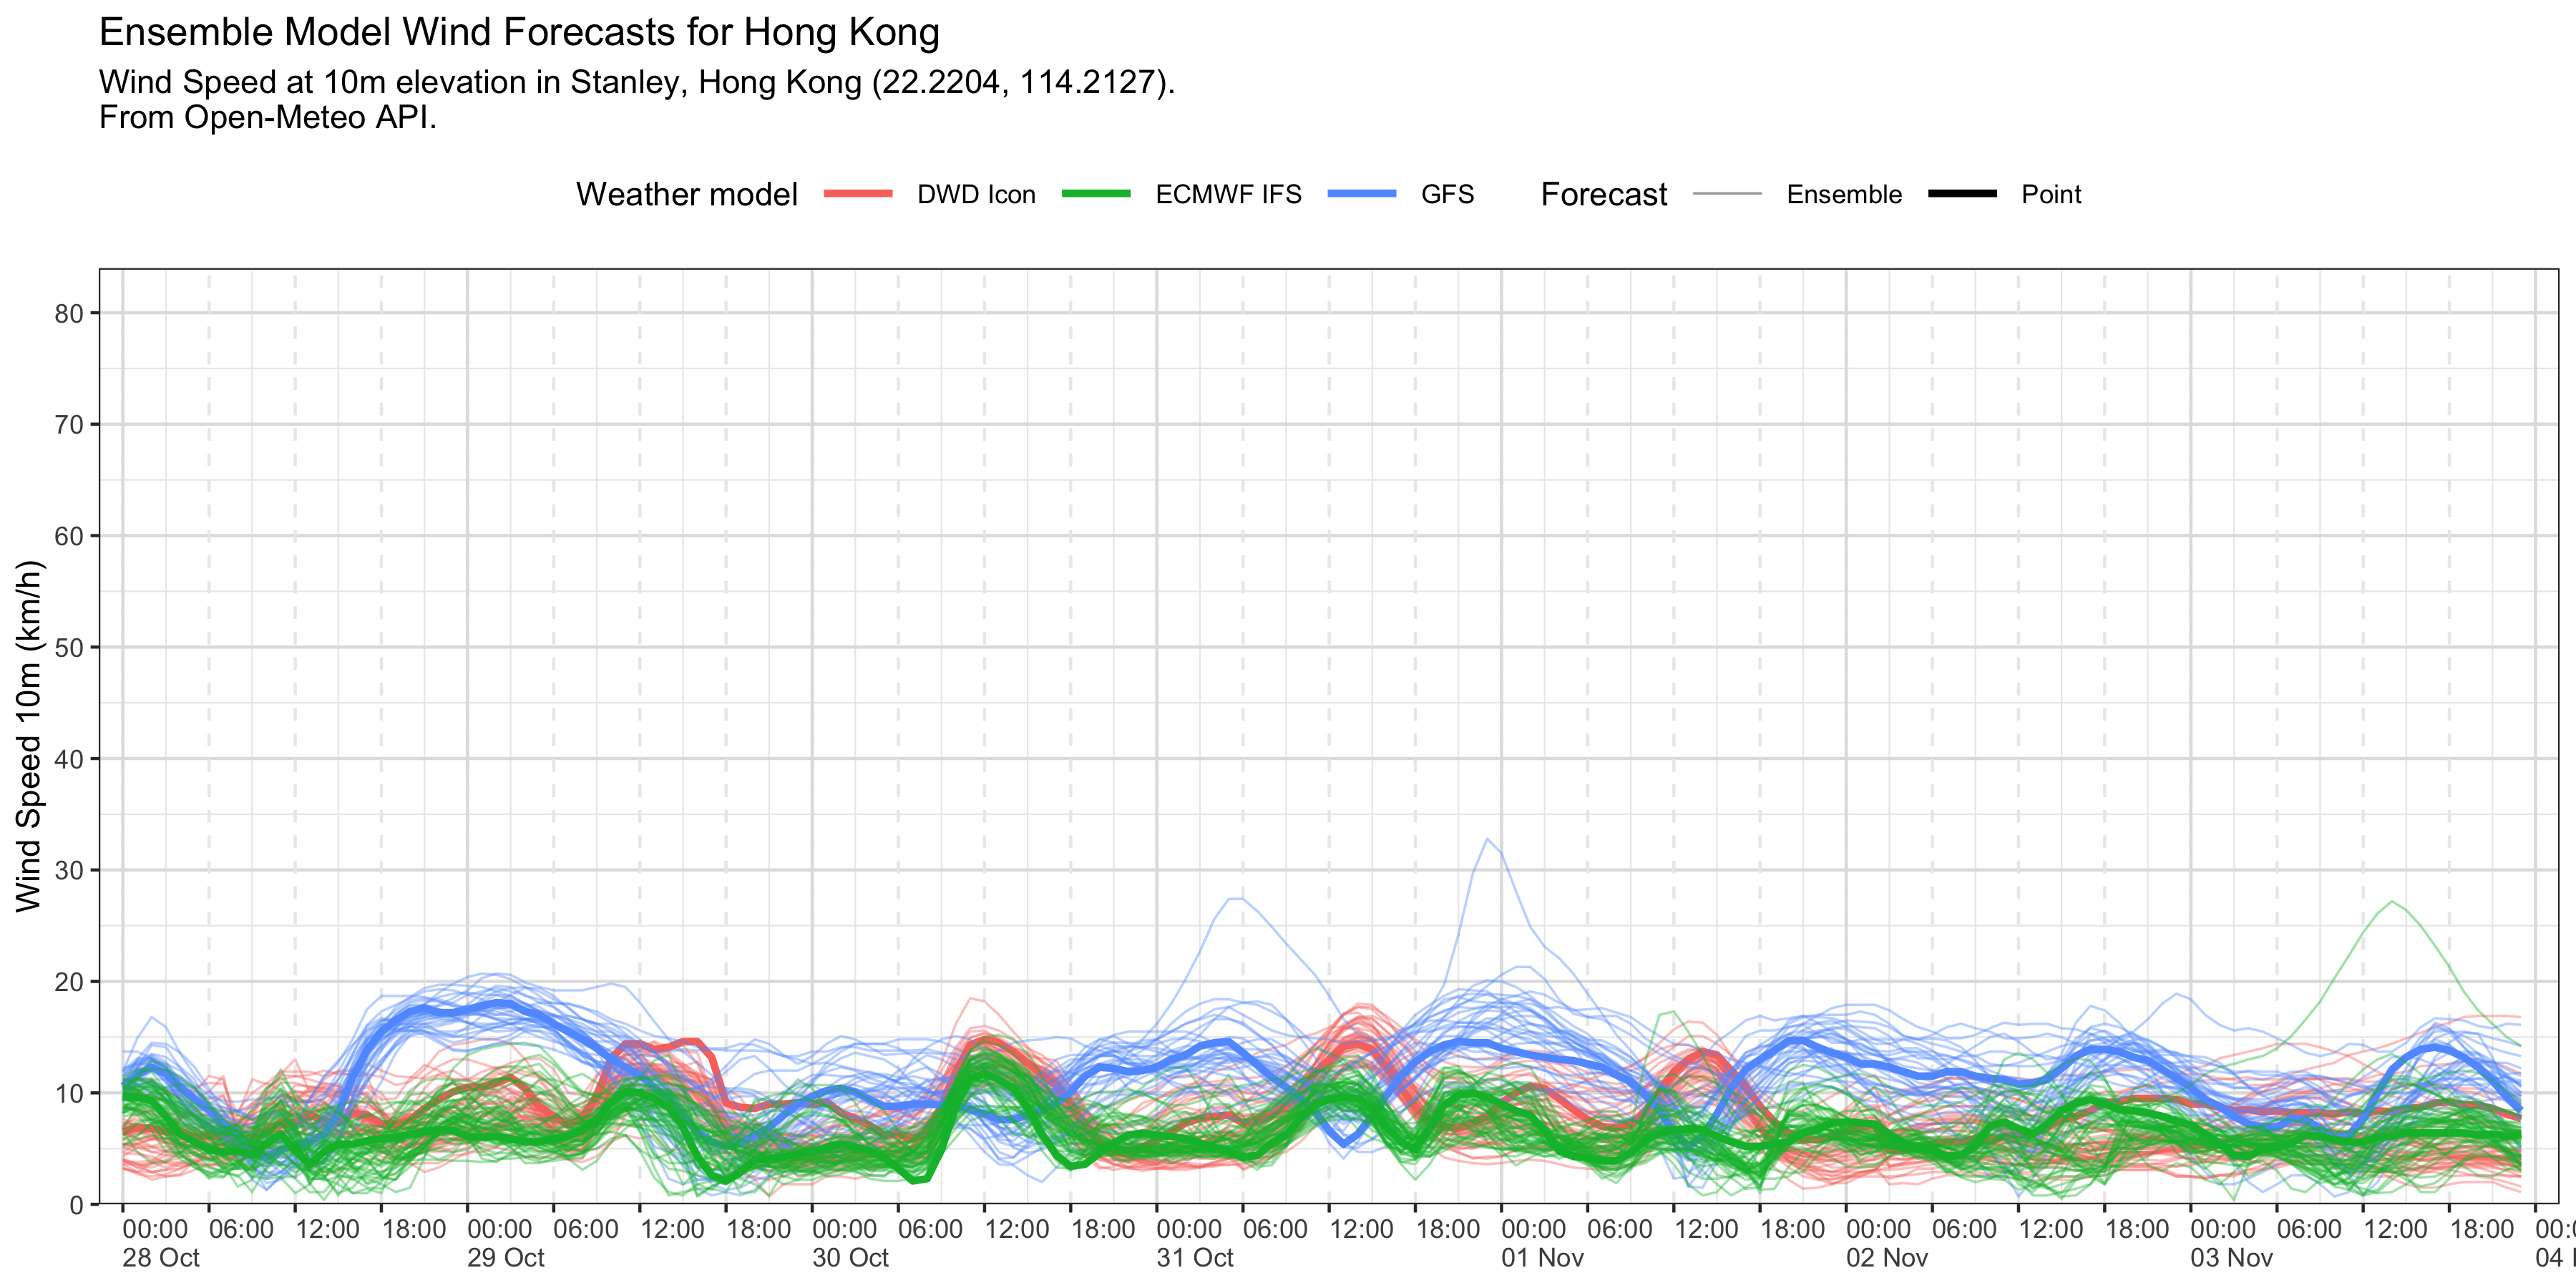 Ensemble Model Wind Forecasts for Hong Kong
Wind Speed at 10m elevation in Stanley, Hong Kong (22.2204, 114.2127).
From Open-Meteo API.
Weather model DWD Icon ECMWF IFS GFS Forecast Ensemble Point
Wind Speed 10m (km/h)
80
70
60
50
40
30
20
10
0
00:00 06:00 12:00 18:00 00:00 06:00 12:00 18:00 00:00 06:00 12:00 18:00 00:00 06:00 12:00 18:00 00:00 06:00 12:00 18:00 00:00 06:00 12:00 18:00 00:00 06:00 12:00 18:00
28 Oct 29 Oct 30 Oct 31 Oct 01 Nov 02 Nov 03 Nov 04